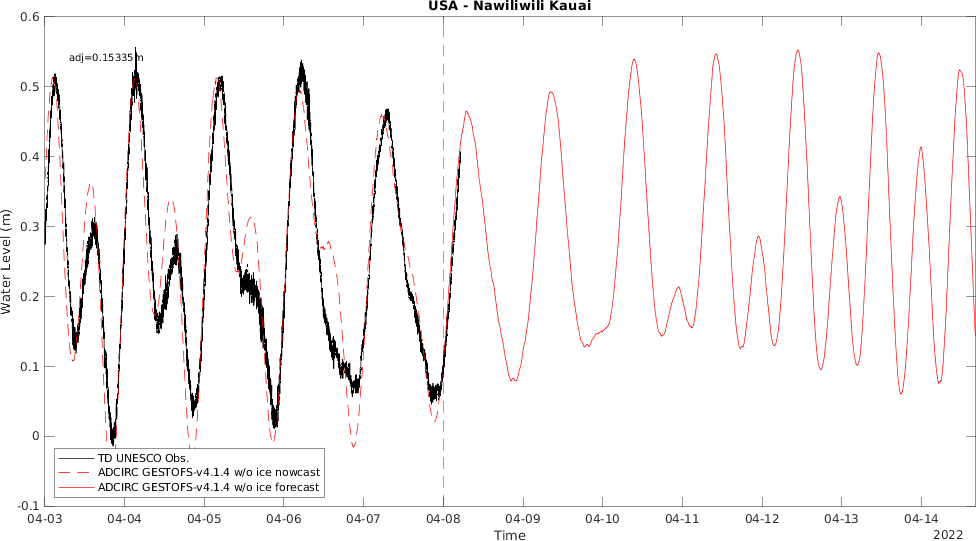 USA - Nawiliwili Kauai
0.6
adj=0.15335m
0.5
0.4
0.3
0.2
0.1
0
-0.1
Water Level (m)
TD UNESCO Obs.
ADCIRC GESTOFS-v4.1.4 w/o ice nowcast
ADCIRC GESTOFS-v4.1.4 w/o ice forecast
04-03 04-04 04-05 04-06 04-07 04-08 04-09 04-10 04-11 04-12 04-13 04-14
Time
2022